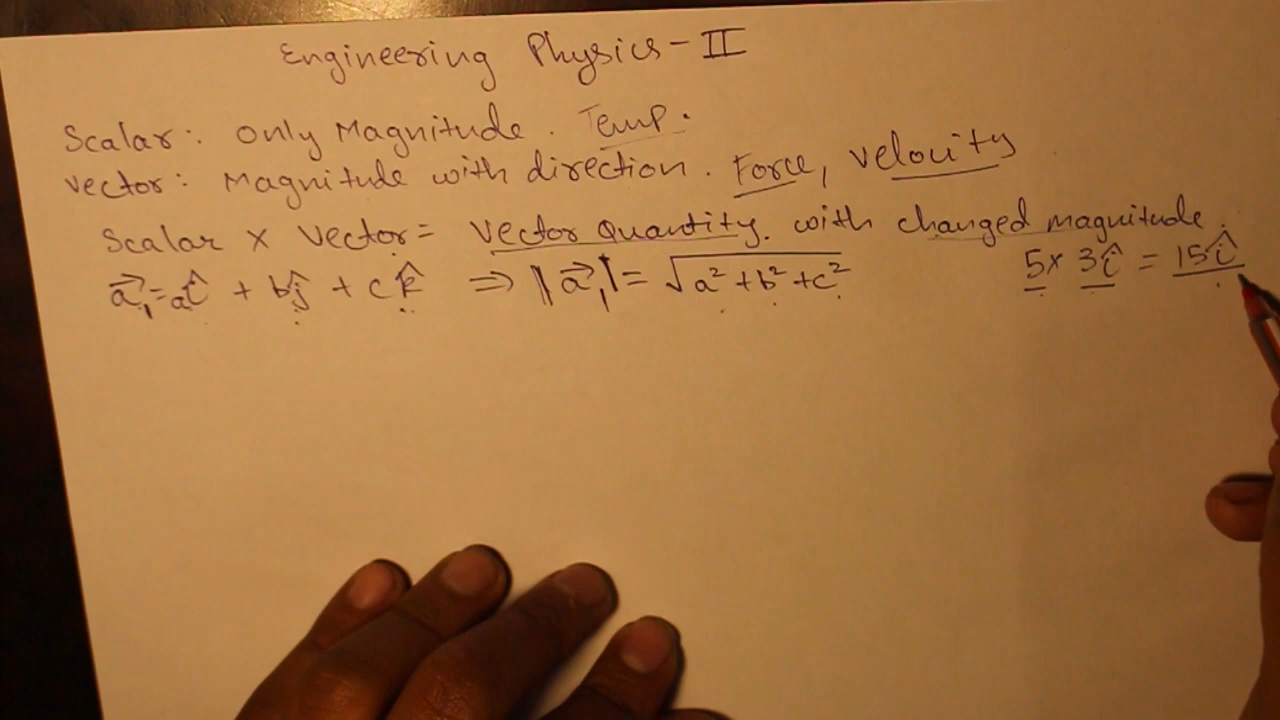 Engineering Physics - II
Scalar: Only Magnitude. Temp.
Vector: Magnitude with direction. Force, velocity
Scalar × Vector = Vector Quantity. with changed magnitude.
a⃗₁ = aî + bĵ + ck̂ ⇒ |a⃗₁| = √(a² + b² + c²)
5 × 3î = 15î